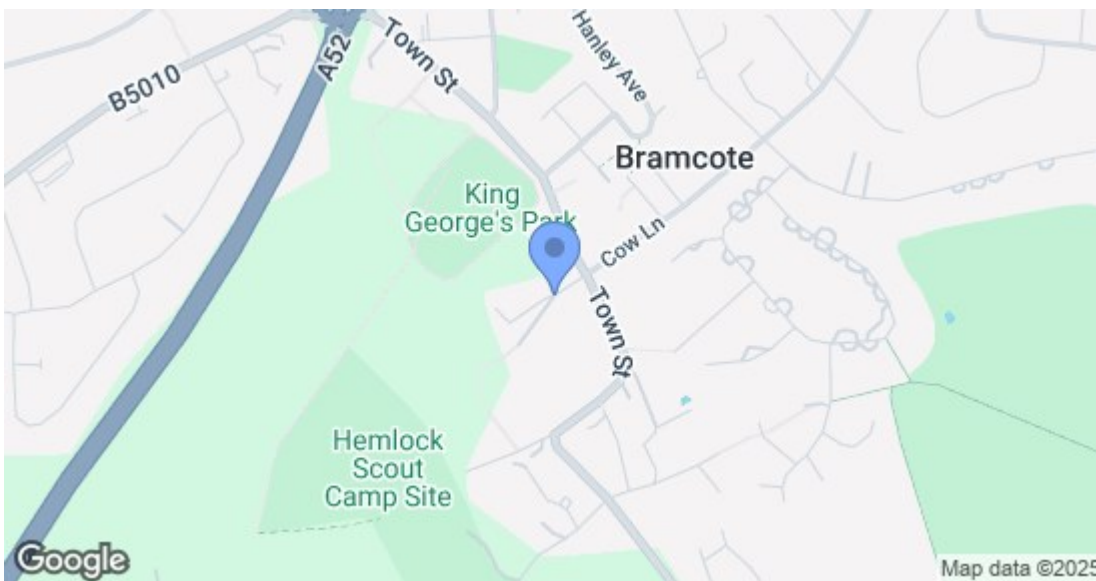 B5010
A52
Town St
Hanley Ave
Bramcote
King
George's Park
Cow Ln
Town St
Hemlock
Scout
Camp Site
Google
Map data ©2025